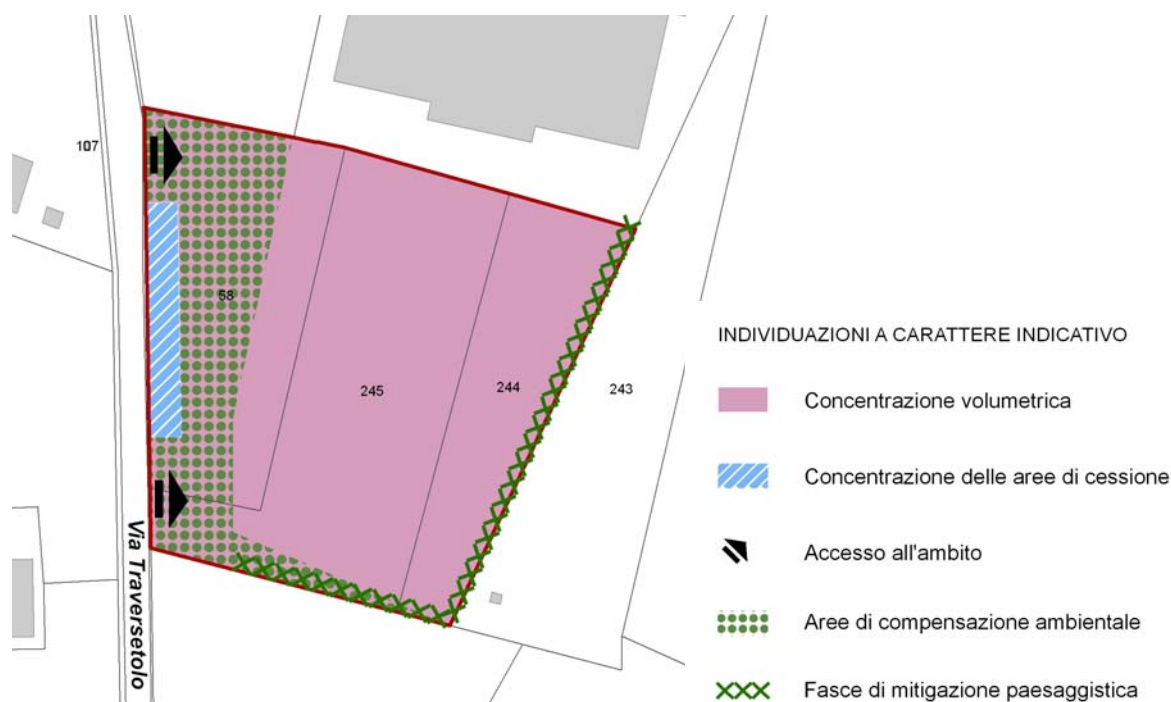 107
58
245
244
243
Via Traversetolo
INDIVIDUAZIONI A CARATTERE INDICATIVO
Concentrazione volumetrica
Concentrazione delle aree di cessione
Accesso all'ambito
Aree di compensazione ambientale
Fasce di mitigazione paesaggistica